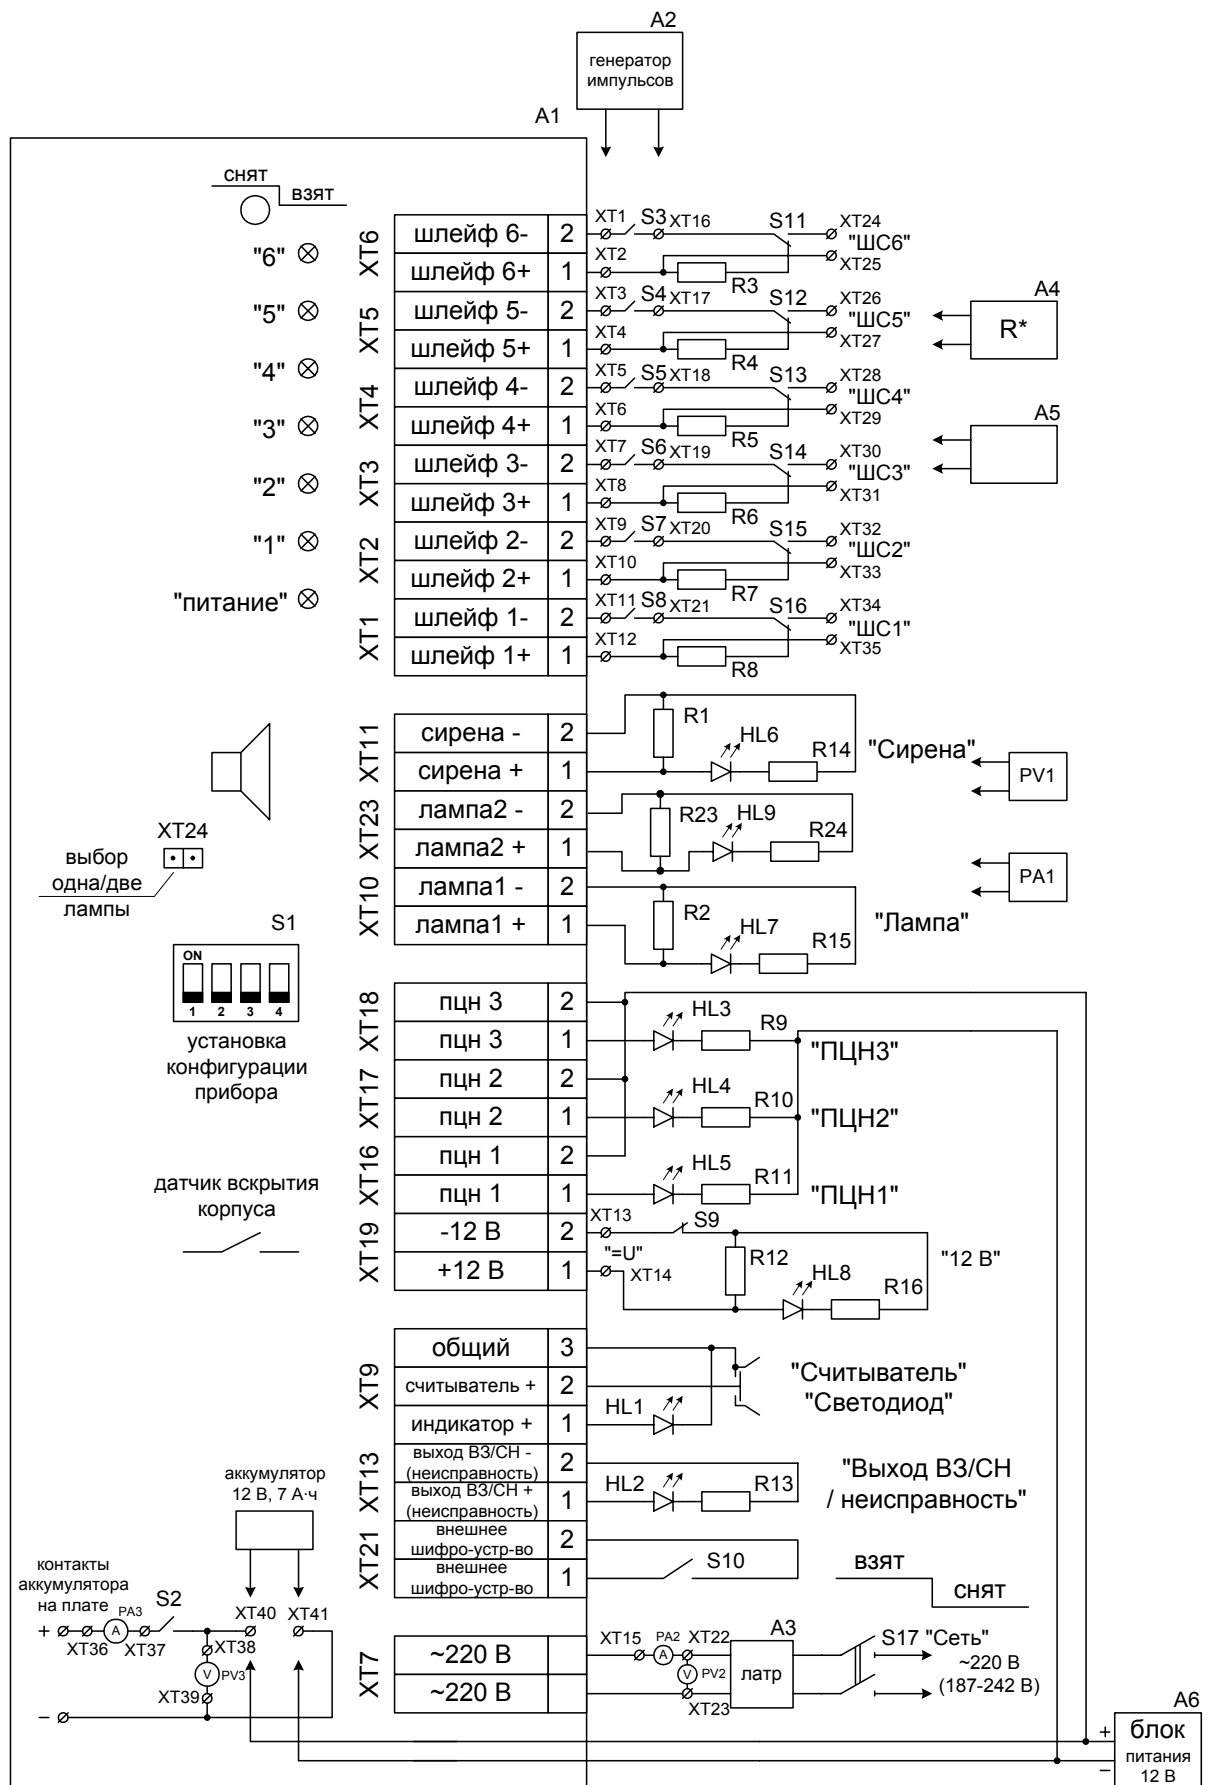 A2
генератор
импульсов
A1
СНЯТ
ВЗЯТ
"6"
"5"
"4"
"3"
"2"
"1"
"питание"
XT6
шлейф 6- 2
шлейф 6+ 1
XT5
шлейф 5- 2
шлейф 5+ 1
XT4
шлейф 4- 2
шлейф 4+ 1
XT3
шлейф 3- 2
шлейф 3+ 1
XT2
шлейф 2- 2
шлейф 2+ 1
XT1
шлейф 1- 2
шлейф 1+ 1
XT1 S3 XT16 S11 XT24
XT2 R3 "ШС6" XT25
XT3 S4 XT17 S12 XT26
XT4 R4 "ШС5" XT27
XT5 S5 XT18 S13 XT28
XT6 R5 "ШС4" XT29
XT7 S6 XT19 S14 XT30
XT8 R6 "ШС3" XT31
XT9 S7 XT20 S15 XT32
XT10 R7 "ШС2" XT33
XT11 S8 XT21 S16 XT34
XT12 R8 "ШС1" XT35
A4
R*
A5
XT11
сирена - 2
сирена + 1
XT23
лампа2 - 2
лампа2 + 1
XT10
лампа1 - 2
лампа1 + 1
R1 HL6 R14 "Сирена"
R23 HL9 R24
R2 HL7 R15 "Лампа"
PV1
PA1
XT24
выбор
одна/две
лампы
S1
ON
1 2 3 4
установка
конфигурации
прибора
XT18
пцн 3 2
пцн 3 1
XT17
пцн 2 2
пцн 2 1
XT16
пцн 1 2
пцн 1 1
XT19
-12 В 2
+12 В 1
HL3 R9 "ПЦН3"
HL4 R10 "ПЦН2"
HL5 R11 "ПЦН1"
XT13 S9
"=U"
XT14 R12 HL8 R16 "12 В"
датчик вскрытия
корпуса
XT9
общий 3
считыватель + 2
индикатор + 1
HL1
"Считыватель"
"Светодиод"
XT13
выход ВЗ/СН -
(неисправность) 2
выход ВЗ/СН +
(неисправность) 1
HL2 R13
"Выход ВЗ/СН
/ неисправность"
XT21
внешнее
шифро-устр-во 2
внешнее
шифро-устр-во 1
S10
ВЗЯТ
СНЯТ
аккумулятор
12 В, 7 А·ч
контакты
аккумулятора
на плате
S2
PA3
XT40 XT41
+ XT36 A XT37 XT38
V PV3
XT39
-
XT7
~220 В
~220 В
XT15 PA2 XT22 A3
A
V PV2
XT23
латр
S17 "Сеть"
~220 В
(187-242 В)
A6
+ блок
питания
- 12 В